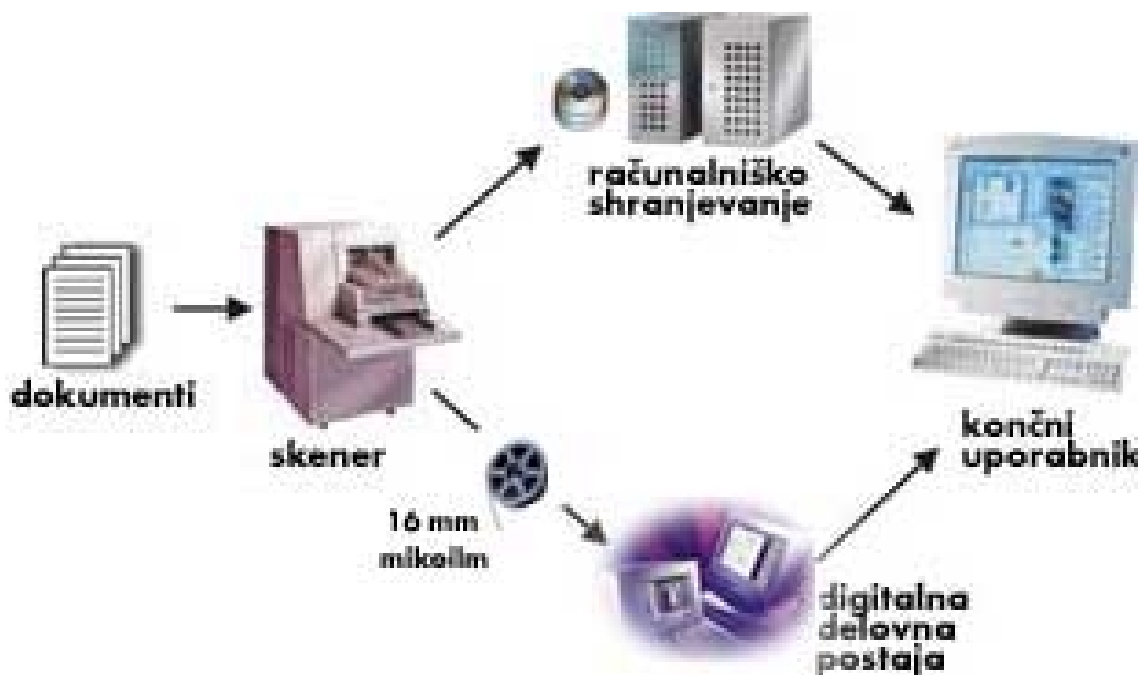 računalniško
shranjevanje
dokumenti
skener
končni
uporabnik
16 mm
mikoilm
digitalna
delovna
postaja